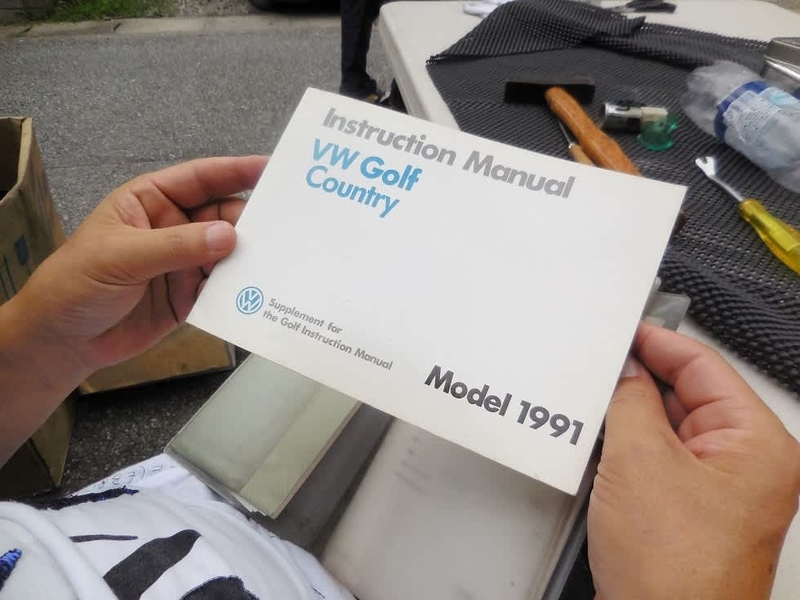 Instruction Manual
VW Golf
Country
Supplement for
the Golf Instruction Manual
Model 1991